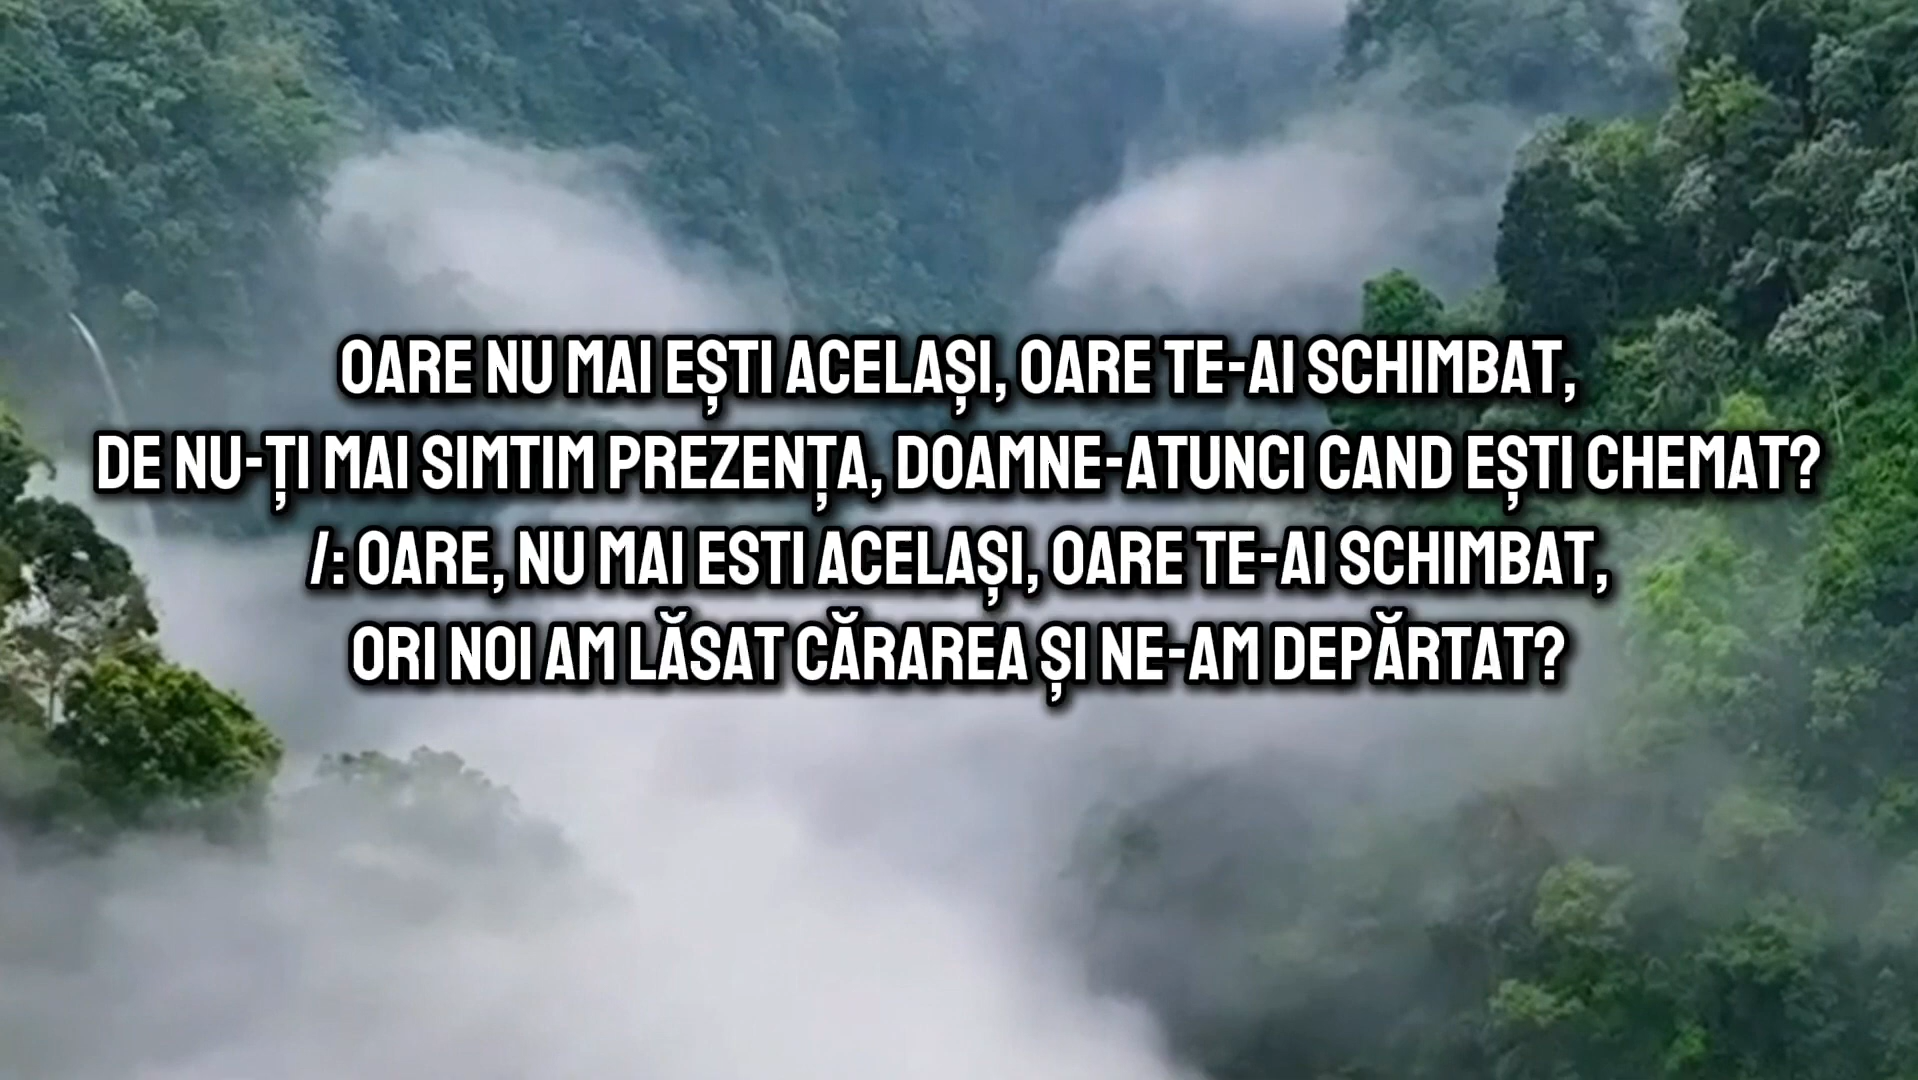 OARE NU MAI EȘTI ACELAȘI, OARE TE-AI SCHIMBAT,
DE NU-ȚI MAI SIMTIM PREZENȚA, DOAMNE-ATUNCI CAND EȘTI CHEMAT?
/: OARE, NU MAI ESTI ACELAȘI, OARE TE-AI SCHIMBAT,
ORI NOI AM LĂSAT CĂRAREA ȘI NE-AM DEPĂRTAT?